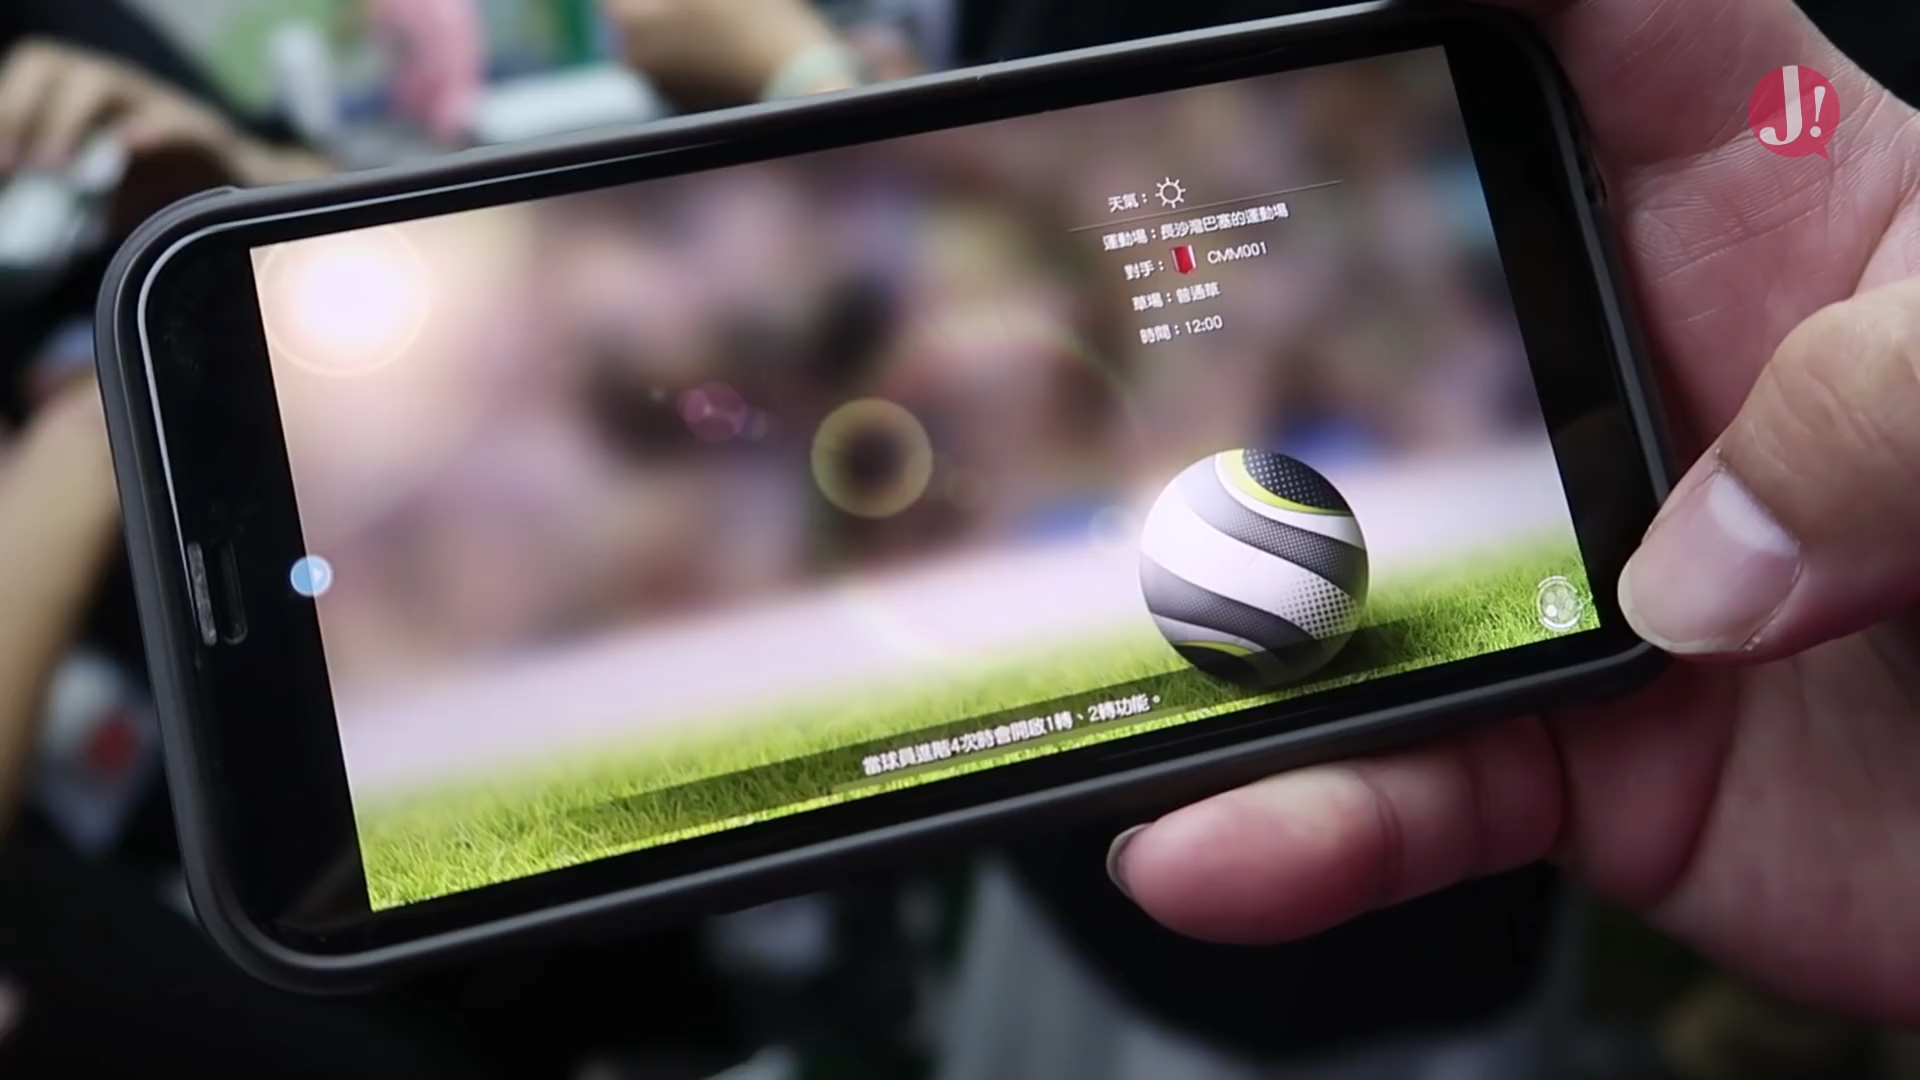 J!
天氣：
運動場：長沙灣巴塞的運動場
對手： CMM001
草場：普通草
時間：12:00
當球員進階4次時會開啟1轉、2轉功能。